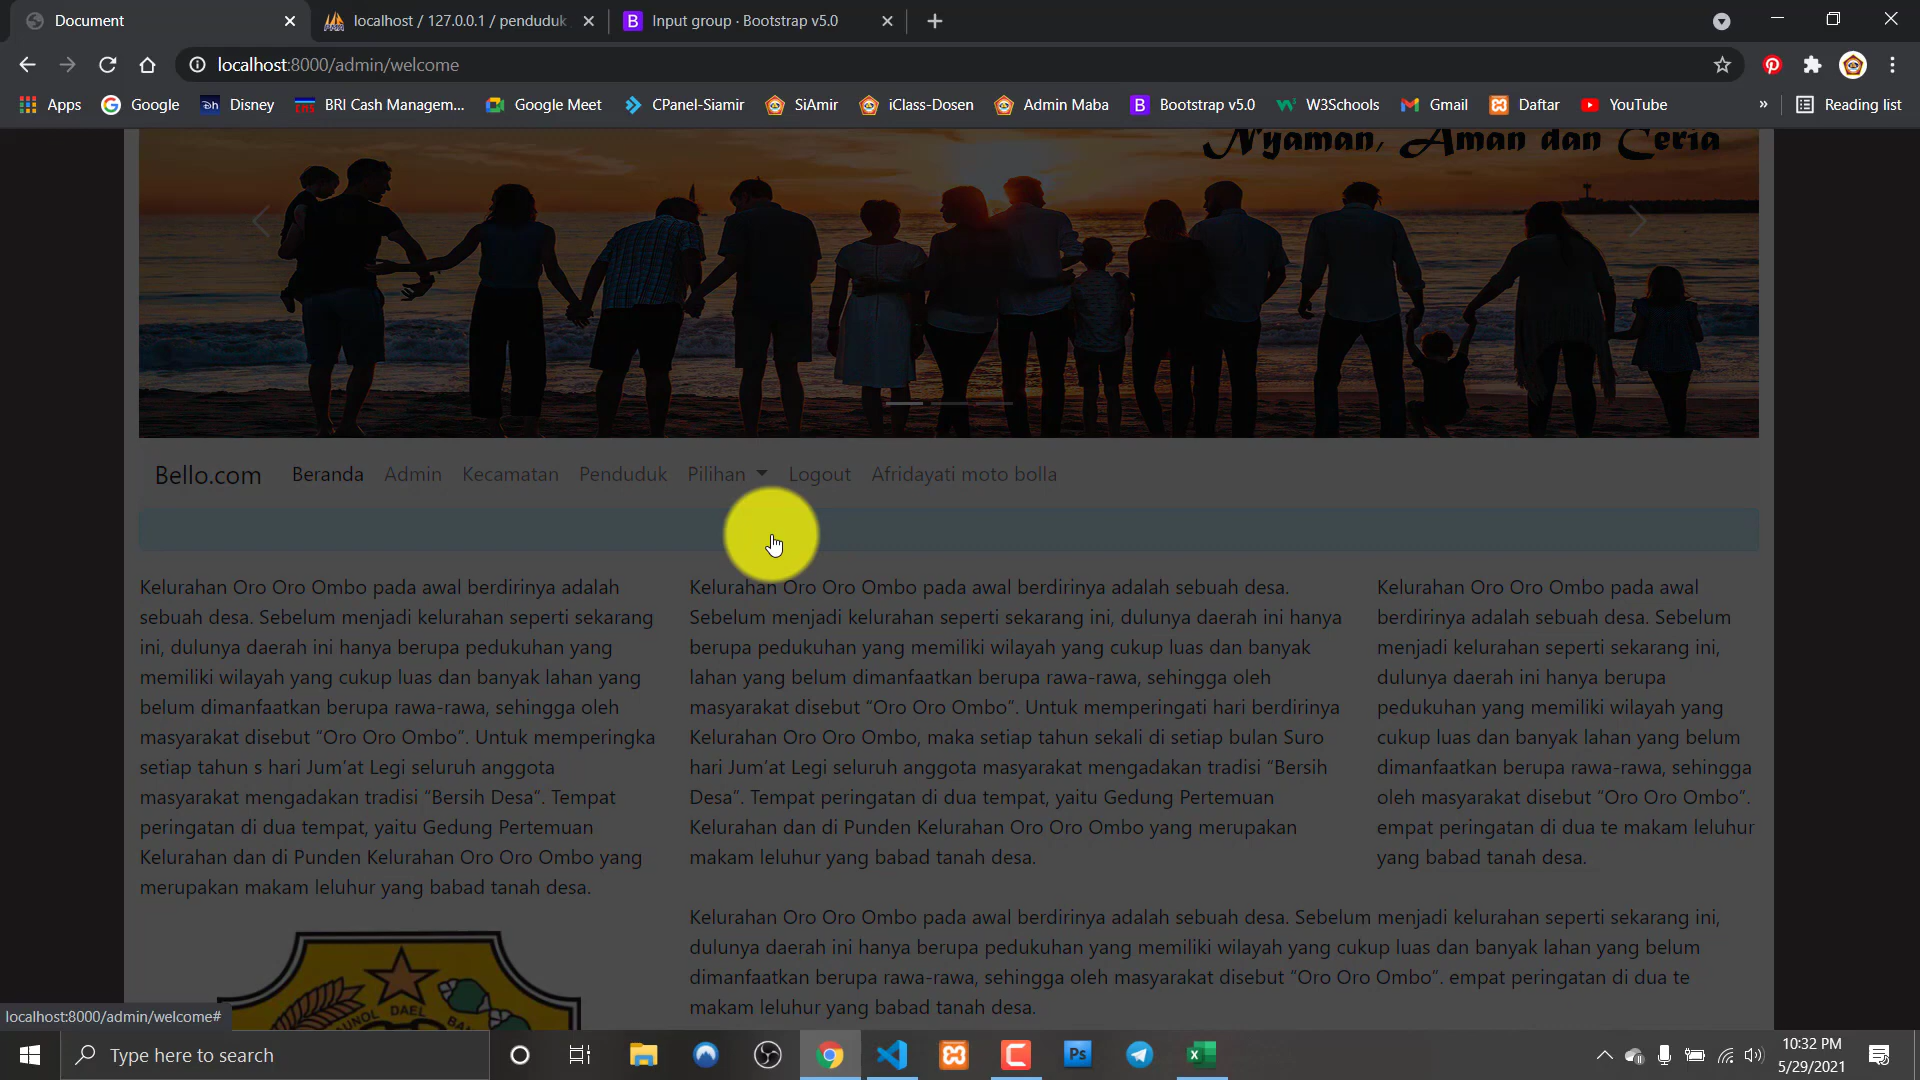 Document
localhost / 127.0.0.1 / penduduk
Input group · Bootstrap v5.0
localhost:8000/admin/welcome
Apps
Google
Disney
BRI Cash Managem...
Google Meet
CPanel-Siamir
SiAmir
iClass-Dosen
Admin Maba
Bootstrap v5.0
W3Schools
Gmail
Daftar
YouTube
»
Reading list
Nyaman, Aman dan Ceria
Bello.com
Beranda
Admin
Kecamatan
Penduduk
Pilihan
Logout
Afridayati moto bolla
Kelurahan Oro Oro Ombo pada awal berdirinya adalah
sebuah desa. Sebelum menjadi kelurahan seperti sekarang
ini, dulunya daerah ini hanya berupa pedukuhan yang
memiliki wilayah yang cukup luas dan banyak lahan yang
belum dimanfaatkan berupa rawa-rawa, sehingga oleh
masyarakat disebut “Oro Oro Ombo”. Untuk memperingka
setiap tahun s hari Jum’at Legi seluruh anggota
masyarakat mengadakan tradisi “Bersih Desa”. Tempat
peringatan di dua tempat, yaitu Gedung Pertemuan
Kelurahan dan di Punden Kelurahan Oro Oro Ombo yang
merupakan makam leluhur yang babad tanah desa.
Kelurahan Oro Oro Ombo pada awal berdirinya adalah sebuah desa.
Sebelum menjadi kelurahan seperti sekarang ini, dulunya daerah ini hanya
berupa pedukuhan yang memiliki wilayah yang cukup luas dan banyak
lahan yang belum dimanfaatkan berupa rawa-rawa, sehingga oleh
masyarakat disebut “Oro Oro Ombo”. Untuk memperingati hari berdirinya
Kelurahan Oro Oro Ombo, maka setiap tahun sekali di setiap bulan Suro
hari Jum’at Legi seluruh anggota masyarakat mengadakan tradisi “Bersih
Desa”. Tempat peringatan di dua tempat, yaitu Gedung Pertemuan
Kelurahan dan di Punden Kelurahan Oro Oro Ombo yang merupakan
makam leluhur yang babad tanah desa.
Kelurahan Oro Oro Ombo pada awal
berdirinya adalah sebuah desa. Sebelum
menjadi kelurahan seperti sekarang ini,
dulunya daerah ini hanya berupa
pedukuhan yang memiliki wilayah yang
cukup luas dan banyak lahan yang belum
dimanfaatkan berupa rawa-rawa, sehingga
oleh masyarakat disebut “Oro Oro Ombo”.
empat peringatan di dua te makam leluhur
yang babad tanah desa.
Kelurahan Oro Oro Ombo pada awal berdirinya adalah sebuah desa. Sebelum menjadi kelurahan seperti sekarang ini,
dulunya daerah ini hanya berupa pedukuhan yang memiliki wilayah yang cukup luas dan banyak lahan yang belum
dimanfaatkan berupa rawa-rawa, sehingga oleh masyarakat disebut “Oro Oro Ombo”. empat peringatan di dua te
makam leluhur yang babad tanah desa.
DAEL
localhost:8000/admin/welcome#
Type here to search
Ps
10:32 PM
5/29/2021